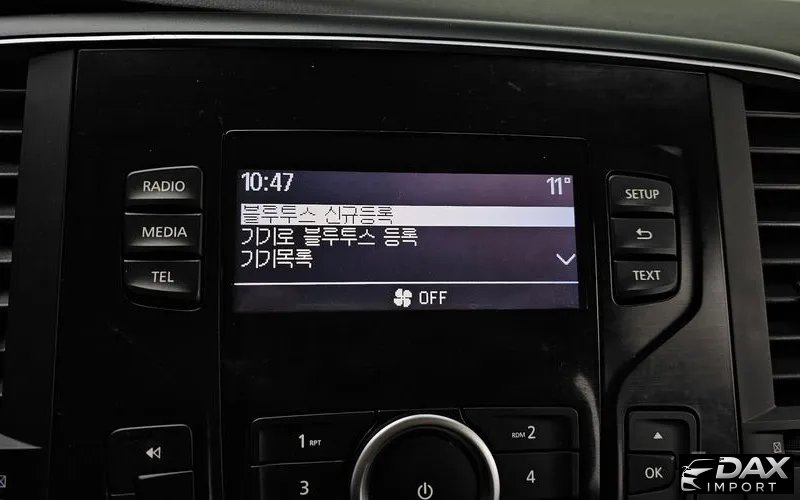 10:47 11°
블루투스 신규등록
기기로 블루투스 등록
기기목록
OFF
RADIO
MEDIA
TEL
SETUP
TEXT
1 RPT
RDM 2
3
4
OK
DAX
IMPORT